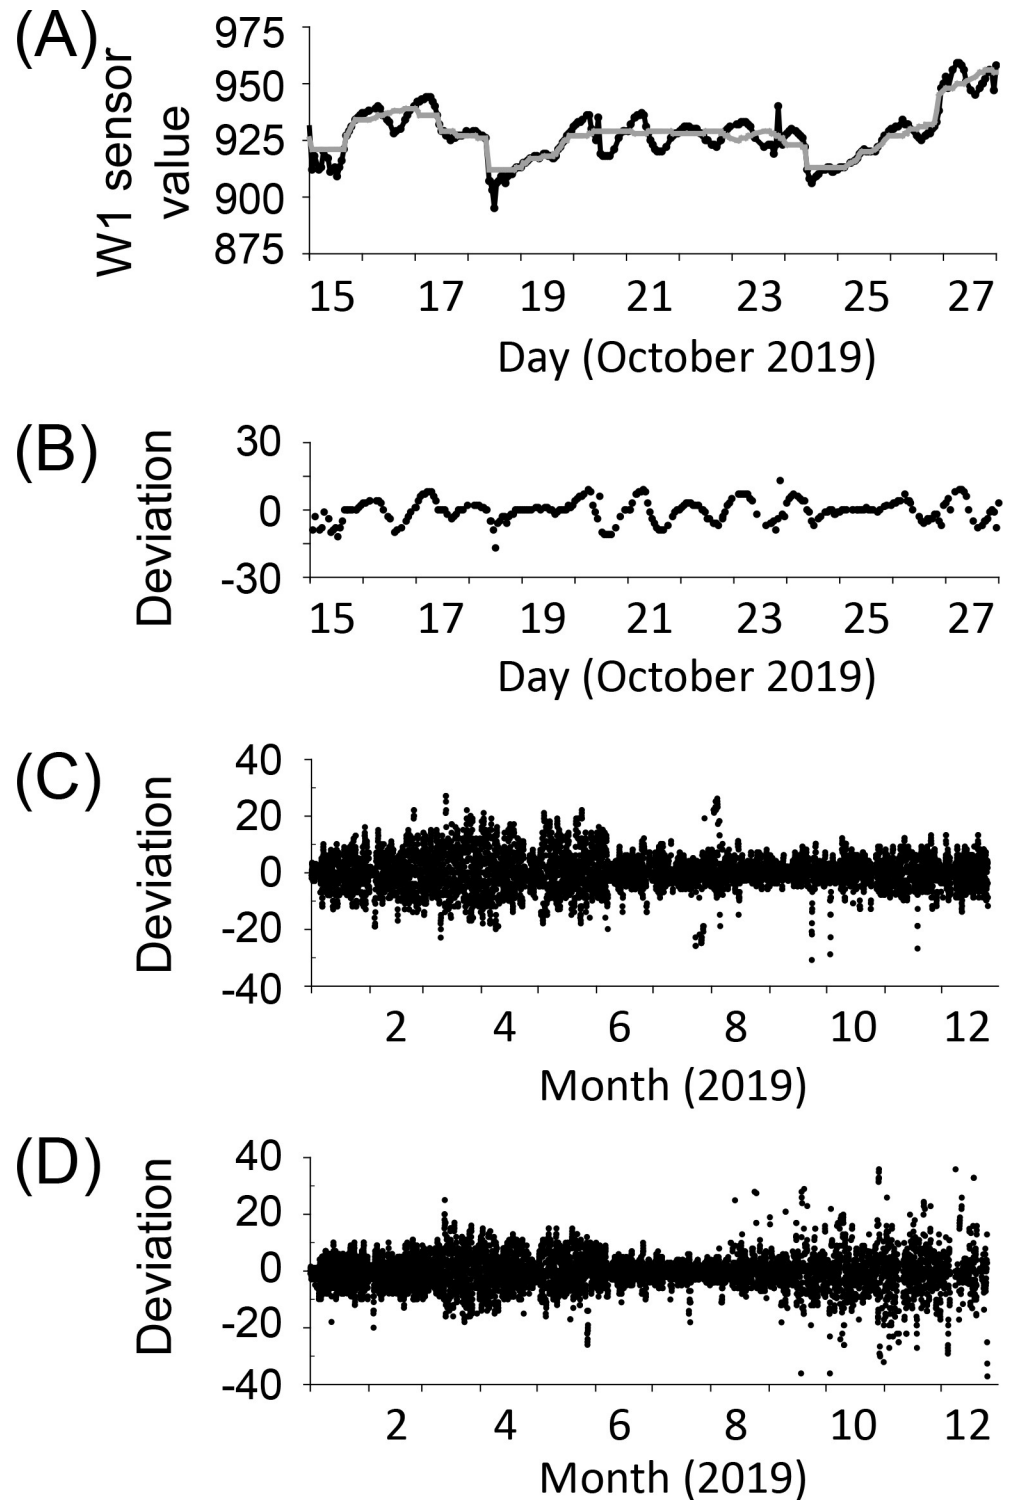 (A)
W1 sensor
value
975
950
925
900
875
15 17 19 21 23 25 27
Day (October 2019)
(B)
Deviation
30
0
-30
15 17 19 21 23 25 27
Day (October 2019)
(C)
Deviation
40
20
0
-20
-40
2 4 6 8 10 12
Month (2019)
(D)
Deviation
40
20
0
-20
-40
2 4 6 8 10 12
Month (2019)